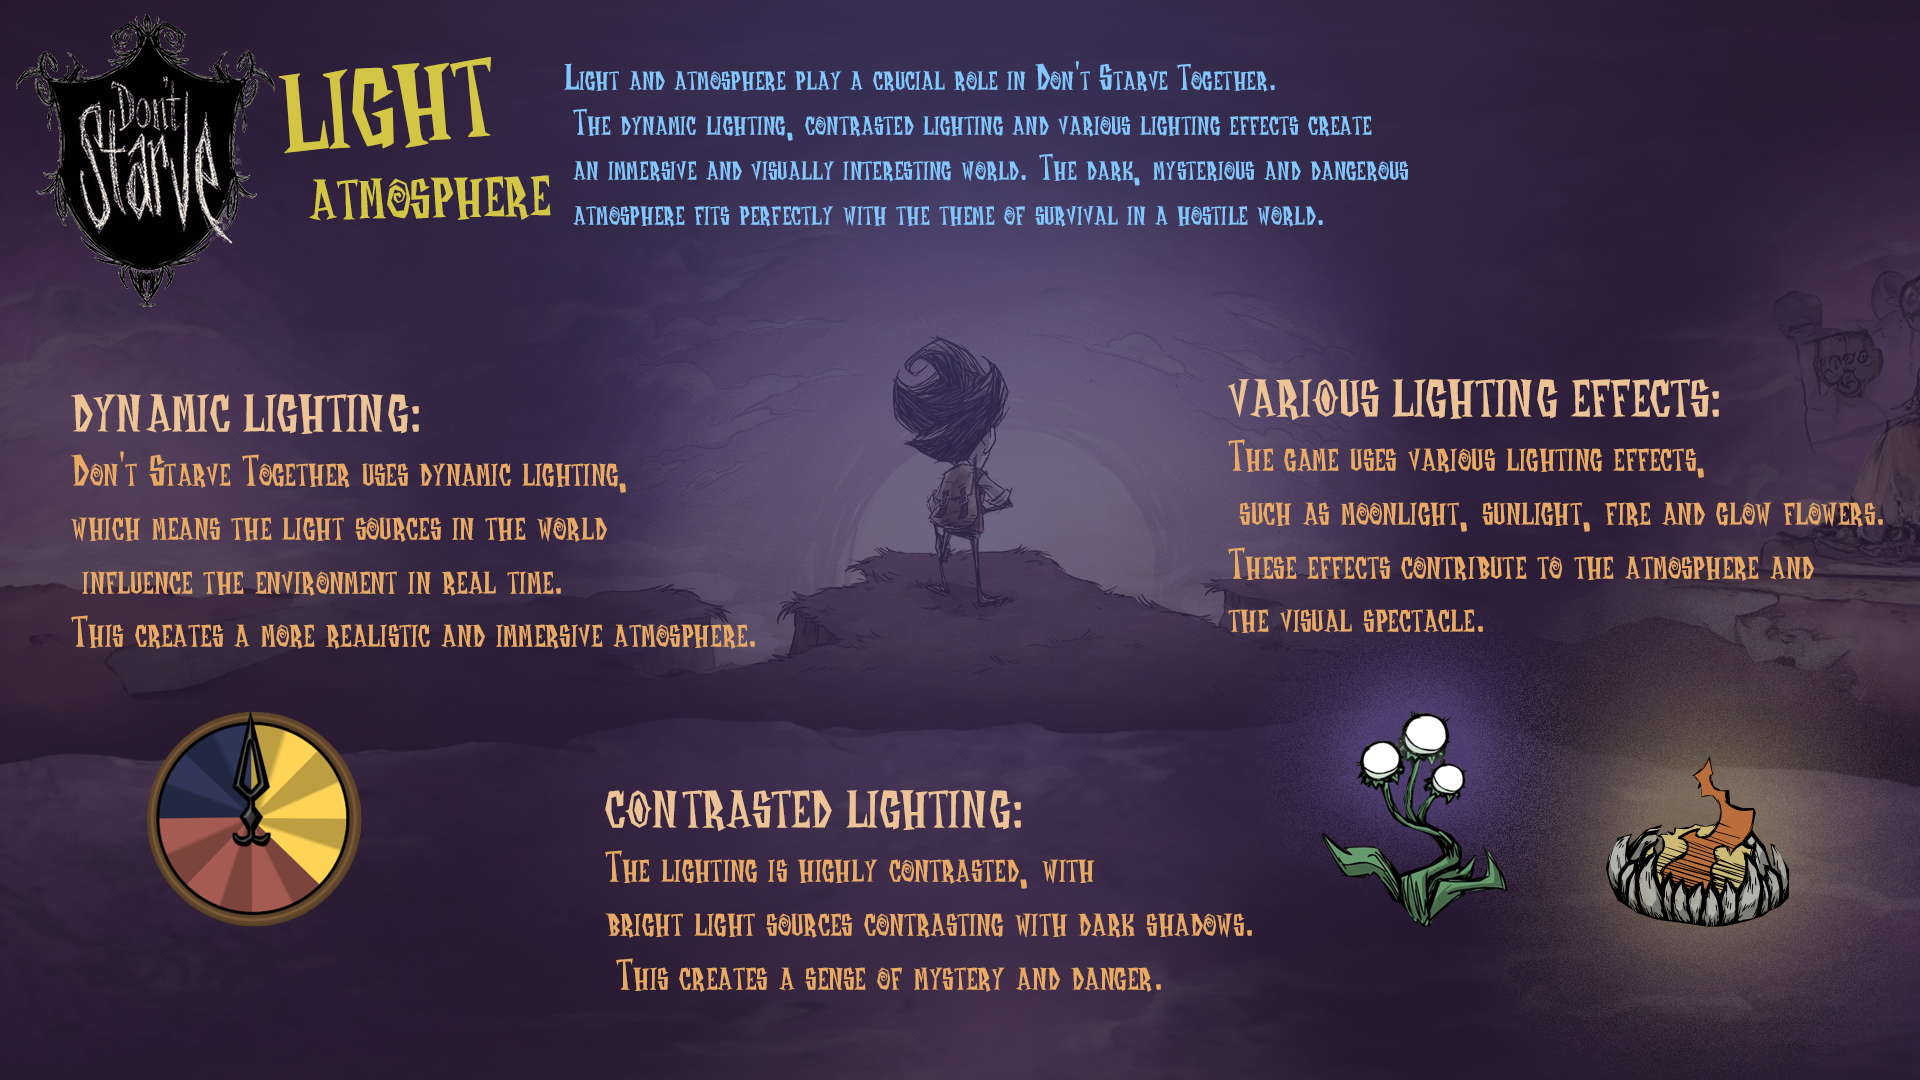 Don't
Starve
LIGHT
ATMOSPHERE
Light and atmosphere play a crucial role in Don't Starve Together.
The dynamic lighting, contrasted lighting and various lighting effects create
an immersive and visually interesting world. The dark, mysterious and dangerous
atmosphere fits perfectly with the theme of survival in a hostile world.
DYNAMIC LIGHTING:
Don't Starve Together uses dynamic lighting,
which means the light sources in the world
influence the environment in real time.
This creates a more realistic and immersive atmosphere.
VARIOUS LIGHTING EFFECTS:
The game uses various lighting effects,
such as moonlight, sunlight, fire and glow flowers.
These effects contribute to the atmosphere and
the visual spectacle.
CONTRASTED LIGHTING:
The lighting is highly contrasted, with
bright light sources contrasting with dark shadows.
This creates a sense of mystery and danger.